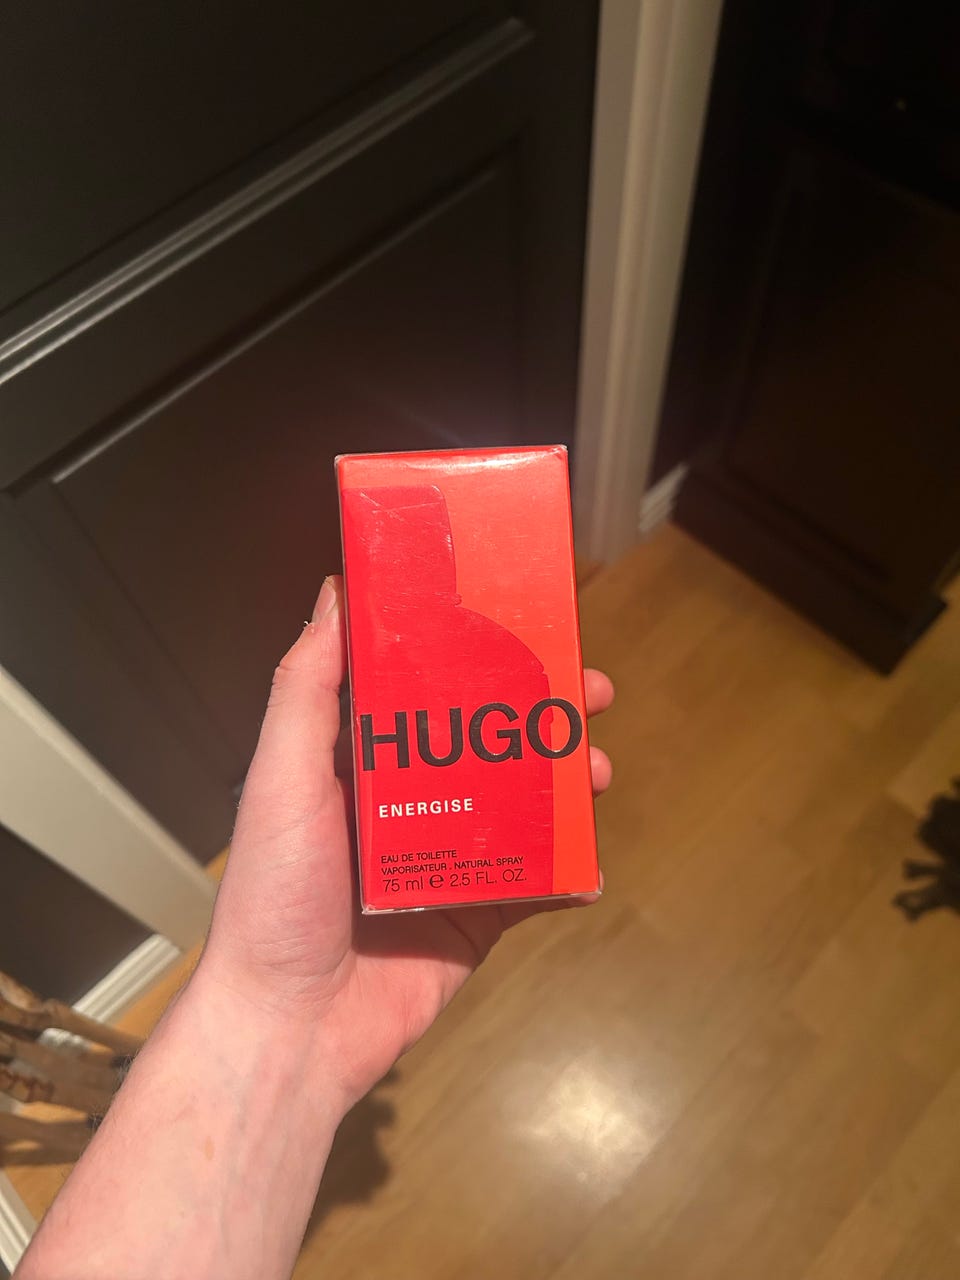 HUGO
ENERGISE
EAU DE TOILETTE
VAPORISATEUR . NATURAL SPRAY
75 ml ℮ 2.5 FL. OZ.